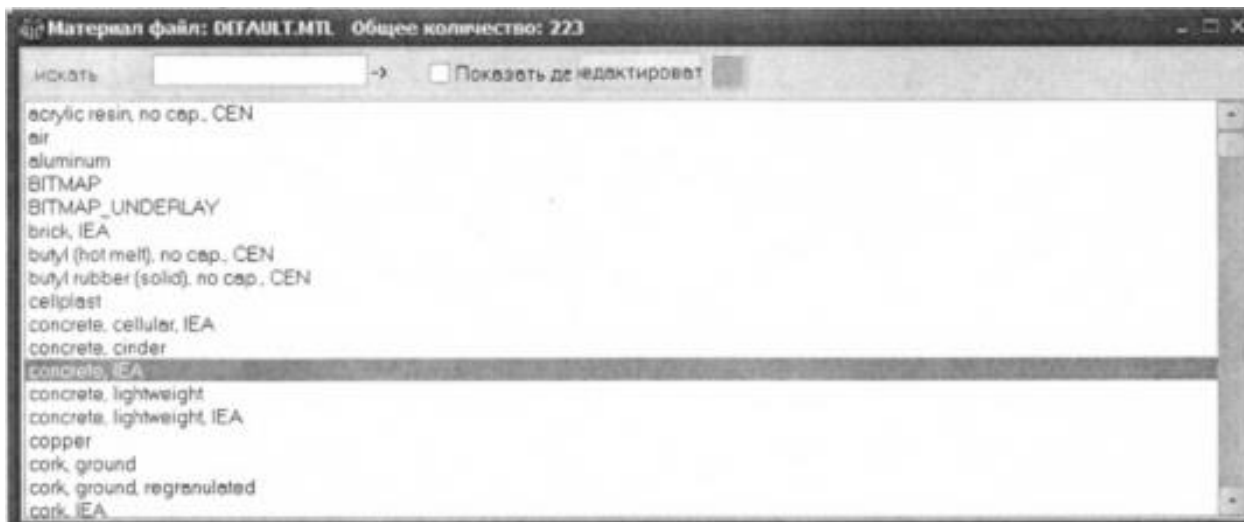 Материал файл: DEFAULT.MTL Общее количество: 223
искать -> Показать де едактироват
acrylic resin, no cap., CEN
air
aluminum
BITMAP
BITMAP_UNDERLAY
brick, IEA
butyl (hot melt), no cap., CEN
butyl rubber (solid), no cap., CEN
cellplast
concrete, cellular, IEA
concrete, cinder
concrete, IEA
concrete, lightweight
concrete, lightweight, IEA
copper
cork, ground
cork, ground, regranulated
cork, IEA